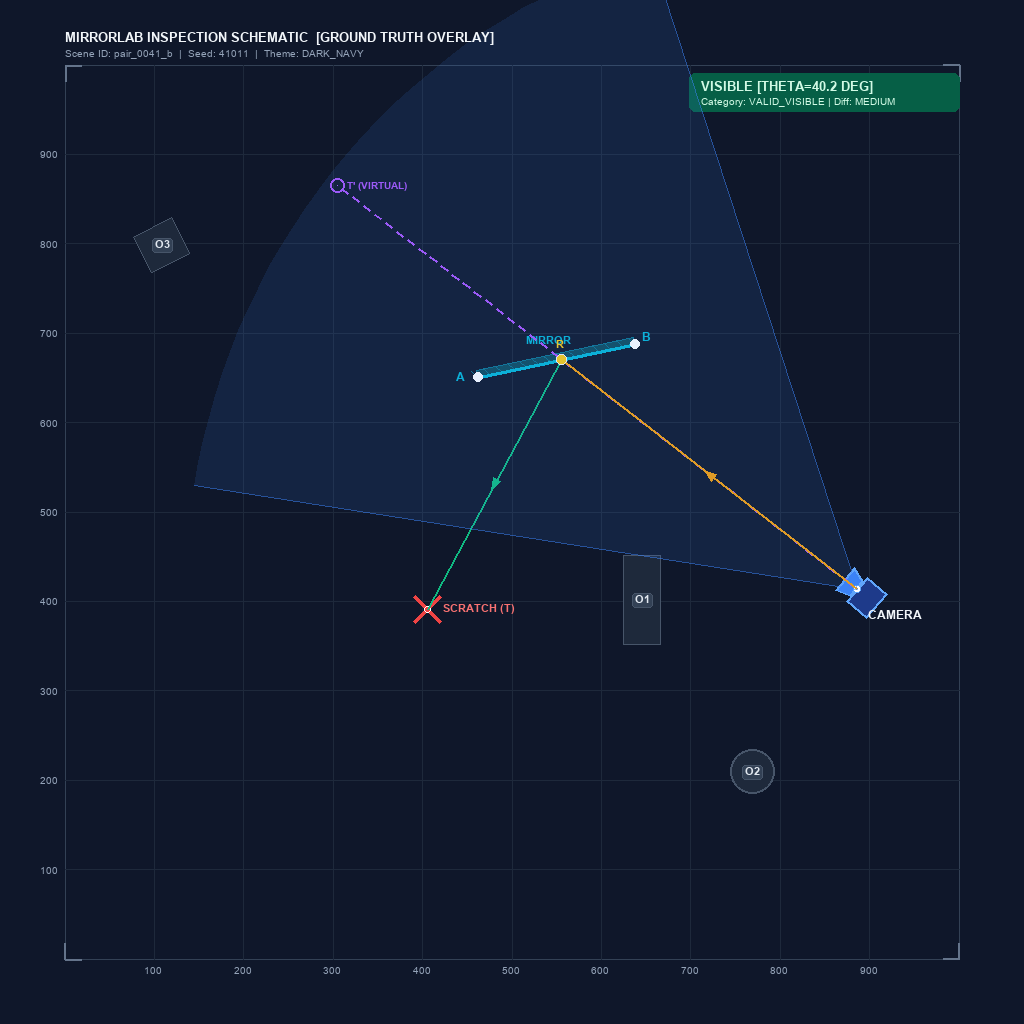 MIRRORLAB INSPECTION SCHEMATIC [GROUND TRUTH OVERLAY]
Scene ID: pair_0041_b | Seed: 41011 | Theme: DARK_NAVY
VISIBLE [THETA=40.2 DEG]
Category: VALID_VISIBLE | Diff: MEDIUM
900
T' (VIRTUAL)
O3
800
700
MIRROR
R
B
A
600
500
O1
400
SCRATCH (T)
CAMERA
300
O2
200
100
100 200 300 400 500 600 700 800 900